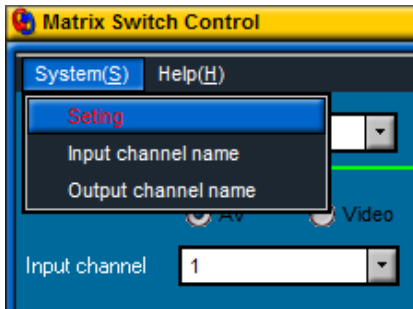 Matrix Switch Control
System(S) Help(H)
Seting
Input channel name
Output channel name
AV Video
Input channel 1